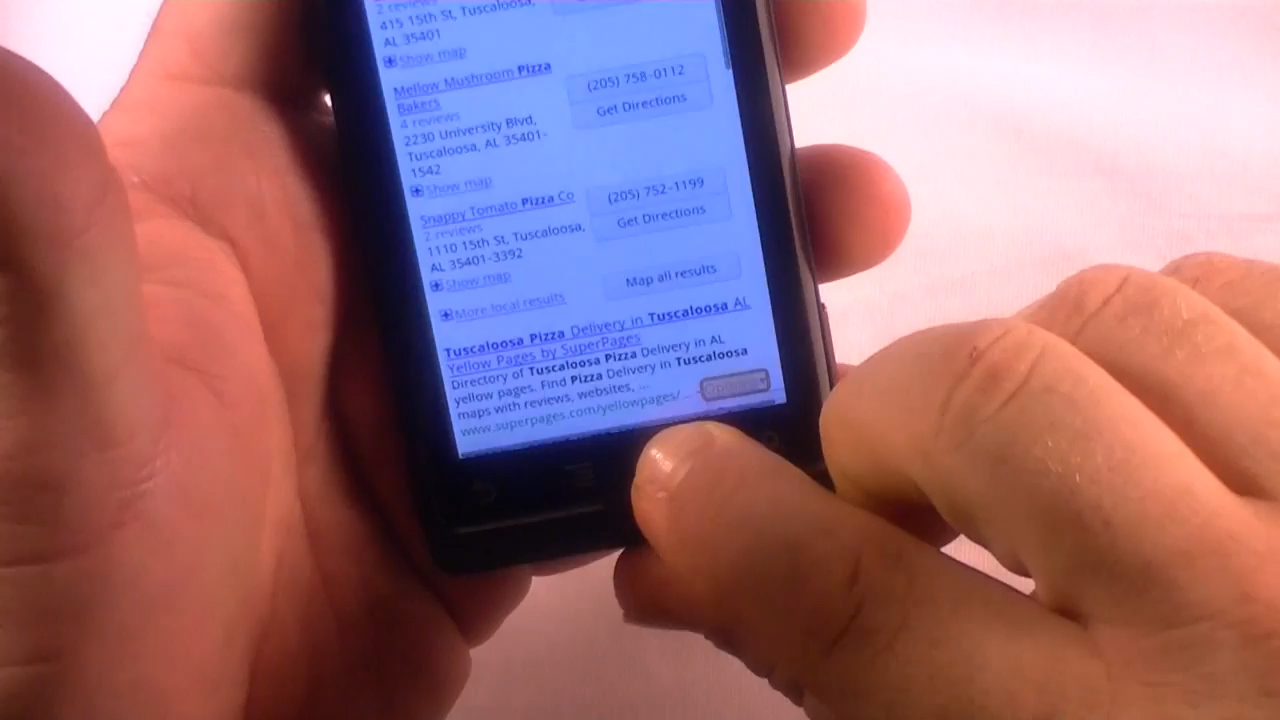 2 reviews
415 15th St, Tuscaloosa,
AL 35401
Show map
Mellow Mushroom Pizza
Bakers
4 reviews
2230 University Blvd,
Tuscaloosa, AL 35401-
1542
Show map
(205) 758-0112
Get Directions
Snappy Tomato Pizza Co
2 reviews
1110 15th St, Tuscaloosa,
AL 35401-3392
Show map
(205) 752-1199
Get Directions
More local results
Map all results
Tuscaloosa Pizza Delivery in Tuscaloosa AL
Yellow Pages by SuperPages
Directory of Tuscaloosa Pizza Delivery in AL
yellow pages. Find Pizza Delivery in Tuscaloosa
maps with reviews, websites, ...
www.superpages.com/yellowpages/ ...
Options